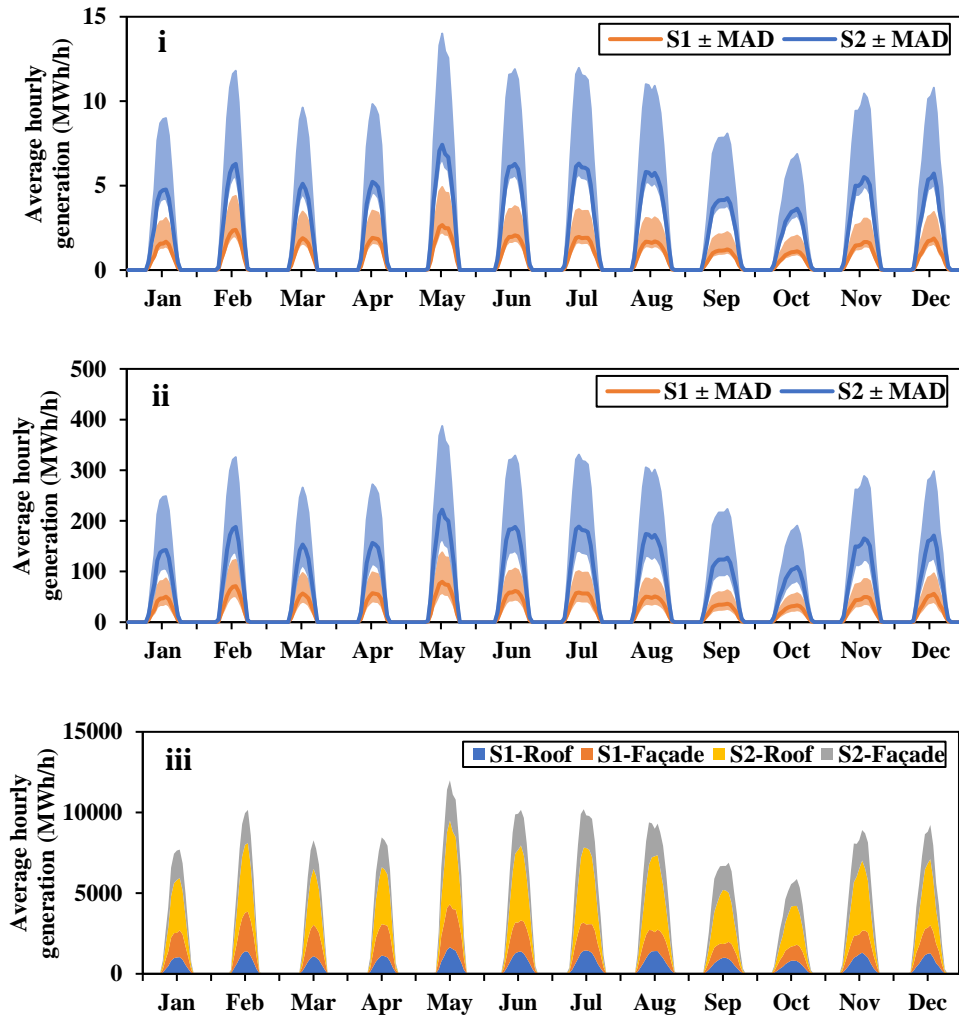 i
S1 ± MAD S2 ± MAD
Average hourly
generation (MWh/h)
15
10
5
0
Jan Feb Mar Apr May Jun Jul Aug Sep Oct Nov Dec
ii
S1 ± MAD S2 ± MAD
Average hourly
generation (MWh/h)
500
400
300
200
100
0
Jan Feb Mar Apr May Jun Jul Aug Sep Oct Nov Dec
iii
S1-Roof S1-Façade S2-Roof S2-Façade
Average hourly
generation (MWh/h)
15000
10000
5000
0
Jan Feb Mar Apr May Jun Jul Aug Sep Oct Nov Dec